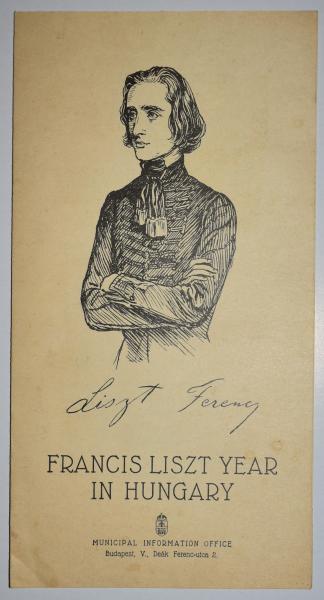 Liszt Ferenc
FRANCIS LISZT YEAR
IN HUNGARY
MUNICIPAL INFORMATION OFFICE
Budapest, V., Deák Ferenc-utca 2.